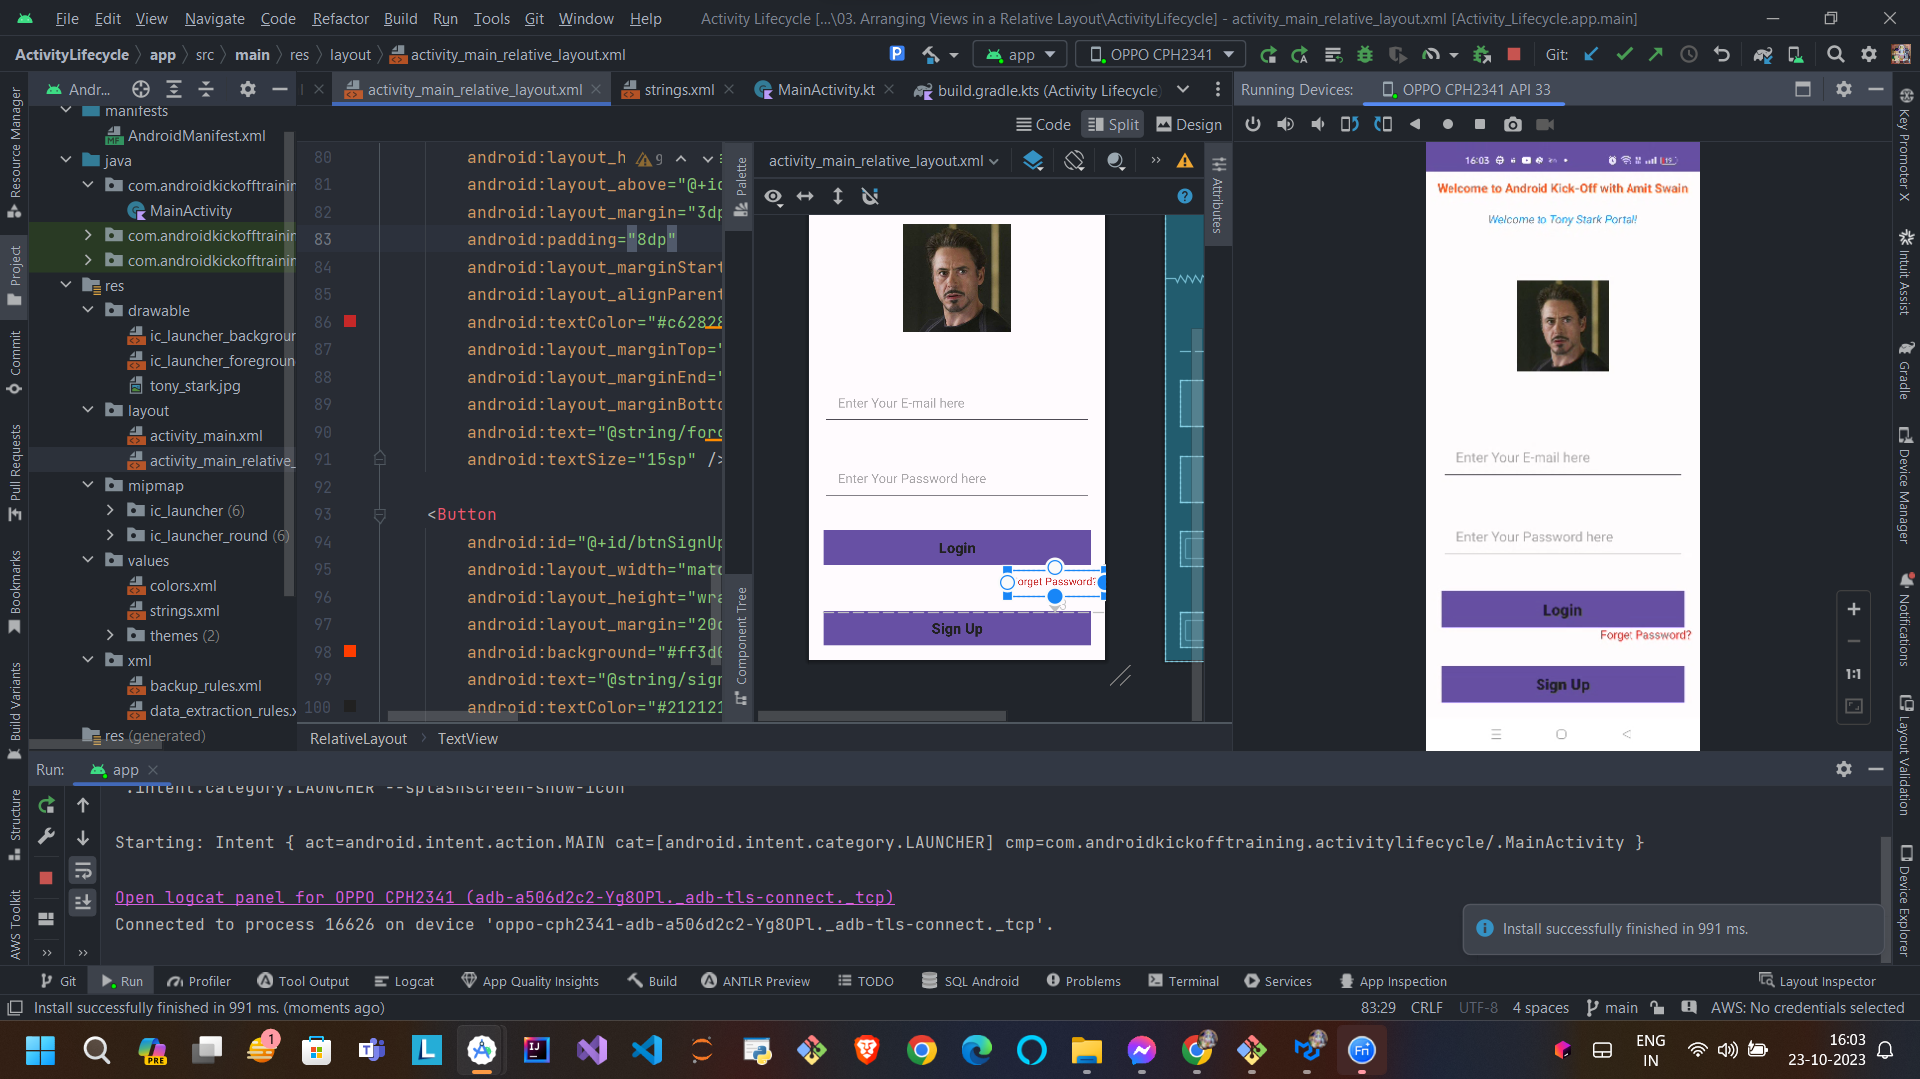 File Edit View Navigate Code Refactor Build Run Tools Git Window Help Activity Lifecycle [...\03. Arranging Views in a Relative Layout\ActivityLifecycle] - activity_main_relative_layout.xml [Activity_Lifecycle.app.main]
ActivityLifecycle app src main res layout activity_main_relative_layout.xml app OPPO CPH2341 Git:
Andr... activity_main_relative_layout.xml strings.xml MainActivity.kt build.gradle.kts (Activity Lifecycle) Running Devices: OPPO CPH2341 API 33
Code Split Design
Resource Manager
Project
Commit
Pull Requests
Bookmarks
Build Variants
Structure
AWS Toolkit
manifests
AndroidManifest.xml
java
com.androidkickofftrainin
MainActivity
com.androidkickofftrainin
com.androidkickofftrainin
res
drawable
ic_launcher_backgroun
ic_launcher_foregroun
tony_stark.jpg
layout
activity_main.xml
activity_main_relative_
mipmap
ic_launcher (6)
ic_launcher_round (6)
values
colors.xml
strings.xml
themes (2)
xml
backup_rules.xml
data_extraction_rules.x
res (generated)
80 android:layout_h 9
81 android:layout_above="@+id
82 android:layout_margin="3dp
83 android:padding="8dp"
84 android:layout_marginStart
85 android:layout_alignParent
86 android:textColor="#c62828
87 android:layout_marginTop="
88 android:layout_marginEnd="
89 android:layout_marginBotto
90 android:text="@string/forg
91 android:textSize="15sp" />
92
93 <Button
94 android:id="@+id/btnSignUp
95 android:layout_width="matc
96 android:layout_height="wra
97 android:layout_margin="20d
98 android:background="#ff3d0
99 android:text="@string/sign
100 android:textColor="#212121
RelativeLayout TextView
Palette
Component Tree
activity_main_relative_layout.xml
Attributes
Enter Your E-mail here
Enter Your Password here
Login
orget Password?
Sign Up
16:03
Welcome to Android Kick-Off with Amit Swain
Welcome to Tony Stark Portal!
Enter Your E-mail here
Enter Your Password here
Login
Forget Password?
Sign Up
1:1
Key Promoter X
Intuit Assist
Gradle
Device Manager
Notifications
Layout Validation
Device Explorer
Run: app
.intent.category.LAUNCHER --splashscreen-show-icon
Starting: Intent { act=android.intent.action.MAIN cat=[android.intent.category.LAUNCHER] cmp=com.androidkickofftraining.activitylifecycle/.MainActivity }
Open logcat panel for OPPO CPH2341 (adb-a506d2c2-Yg8OPl._adb-tls-connect._tcp)
Connected to process 16626 on device 'oppo-cph2341-adb-a506d2c2-Yg8OPl._adb-tls-connect._tcp'.
Install successfully finished in 991 ms.
Git Run Profiler Tool Output Logcat App Quality Insights Build ANTLR Preview TODO SQL Android Problems Terminal Services App Inspection Layout Inspector
Install successfully finished in 991 ms. (moments ago) 83:29 CRLF UTF-8 4 spaces main AWS: No credentials selected
PRE 1 L Fri ENG IN 16:03 23-10-2023